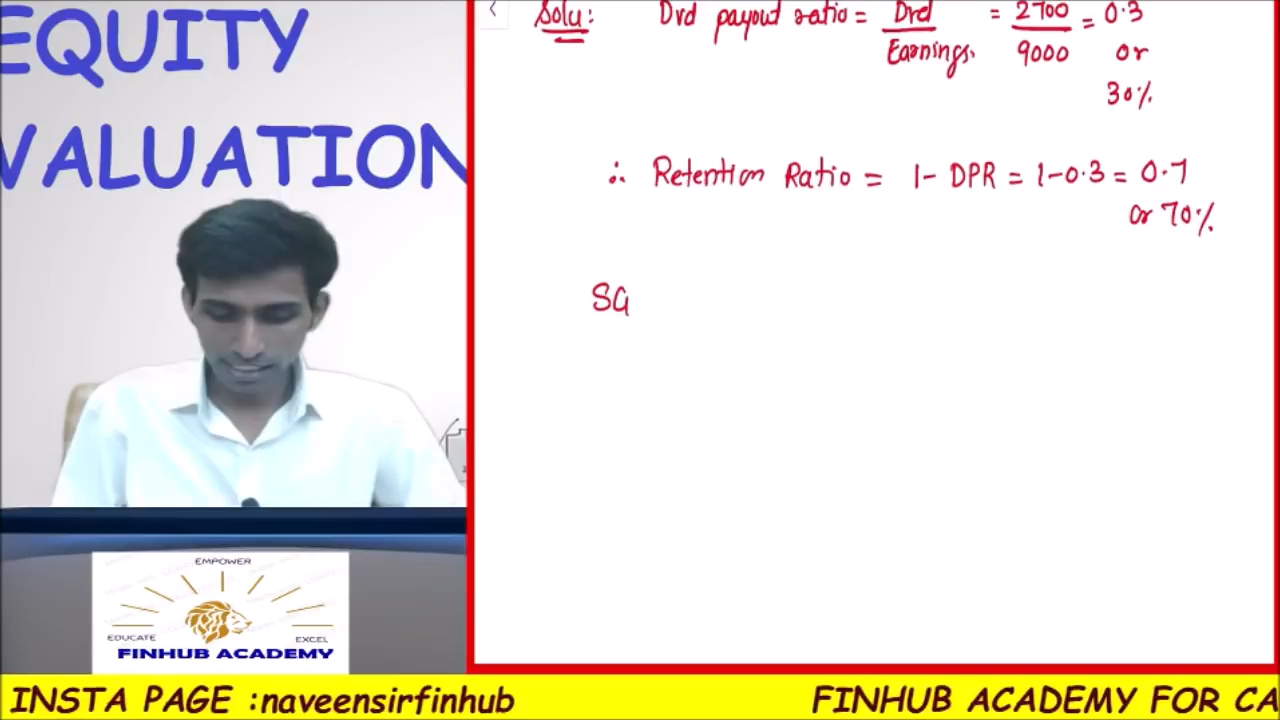 EQUITY
VALUATION
Solu: Dvd payout ratio = Dvd / Earnings. = 2700 / 9000 = 0.3
or
30%
∴ Retention Ratio = 1 - DPR = 1 - 0.3 = 0.7
or 70%
SG
EMPOWER
EDUCATE
EXCEL
FINHUB ACADEMY
INSTA PAGE :naveensirfinhub
FINHUB ACADEMY FOR CA